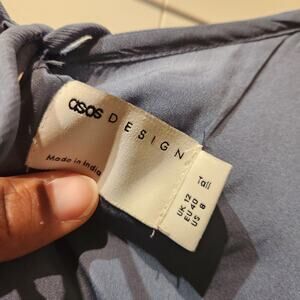 asos DESIGN
Made in India
Tall
UK 12
EU 40
US 8